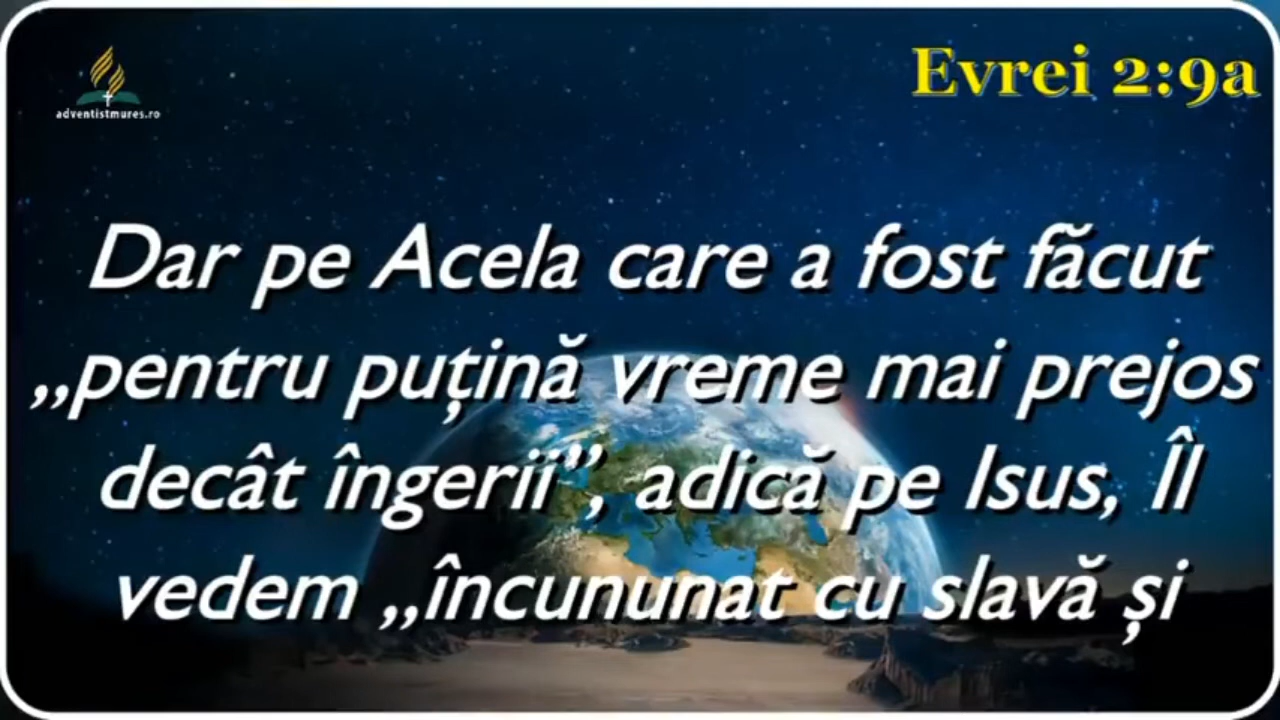 adventistmures.ro
Evrei 2:9a
Dar pe Acela care a fost făcut
„pentru puțină vreme mai prejos
decât îngerii”, adică pe Isus, Îl
vedem „încununat cu slavă și